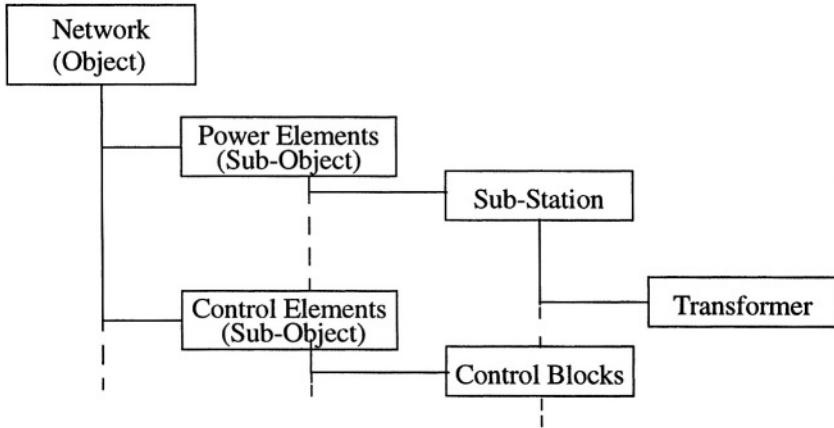 Network
(Object)
Power Elements
(Sub-Object)
Sub-Station
Control Elements
(Sub-Object)
Transformer
Control Blocks